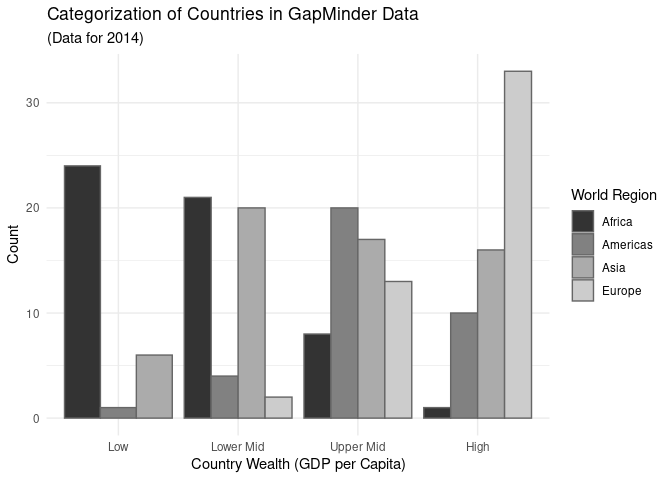 Categorization of Countries in GapMinder Data
(Data for 2014)
30
20
10
0
Count
Low
Lower Mid
Upper Mid
High
Country Wealth (GDP per Capita)
World Region
Africa
Americas
Asia
Europe